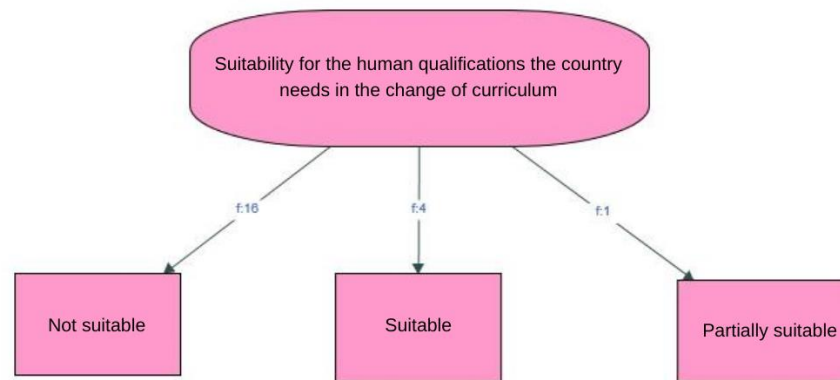 Suitability for the human qualifications the country
needs in the change of curriculum
f:16
f:4
f:1
Not suitable
Suitable
Partially suitable